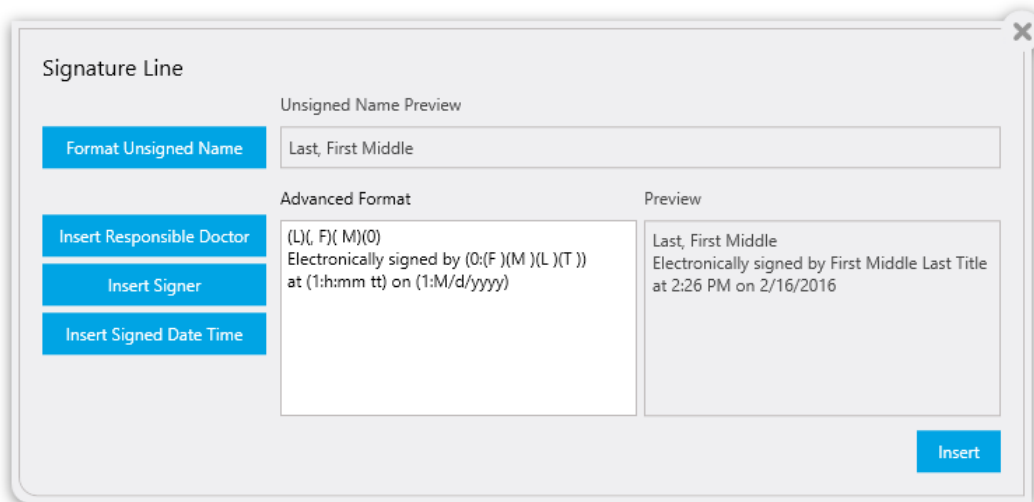 Signature Line
Unsigned Name Preview
Format Unsigned Name
Last, First Middle
Advanced Format
Preview
Insert Responsible Doctor
Insert Signer
Insert Signed Date Time
(L)(, F)( M)(0)
Electronically signed by (0:(F )(M )(L )(T ))
at (1:h:mm tt) on (1:M/d/yyyy)
Last, First Middle
Electronically signed by First Middle Last Title
at 2:26 PM on 2/16/2016
Insert